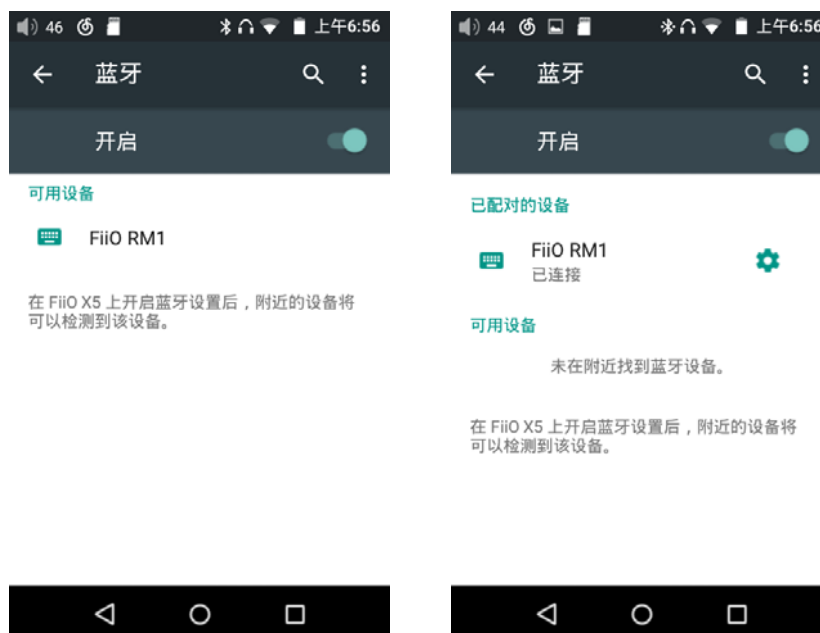 46 上午6:56
蓝牙
开启
可用设备
FiiO RM1
在 FiiO X5 上开启蓝牙设置后，附近的设备将
可以检测到该设备。
44 上午6:56
蓝牙
开启
已配对的设备
FiiO RM1
已连接
可用设备
未在附近找到蓝牙设备。
在 FiiO X5 上开启蓝牙设置后，附近的设备将
可以检测到该设备。